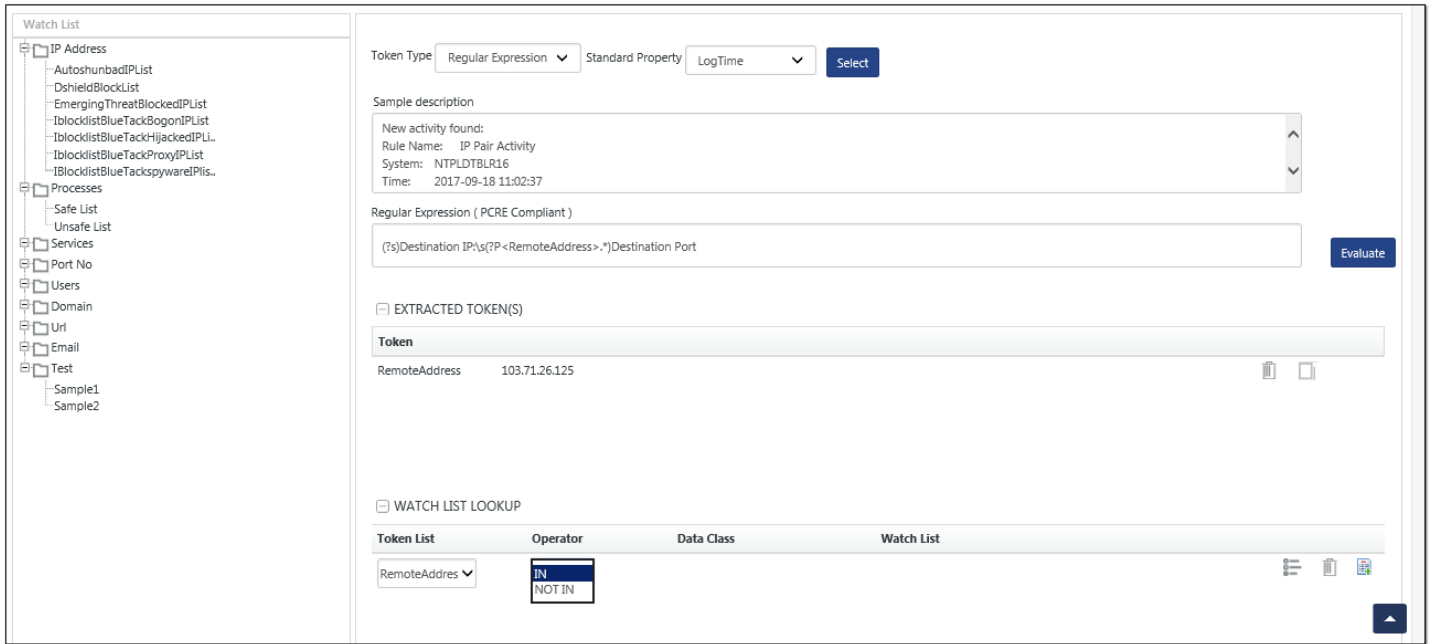 Watch List
IP Address
AutoshunbadIPList
DshieldBlockList
EmergingThreatBlockedIPList
IblocklistBlueTackBogonIPList
IblocklistBlueTackHijackedIPLi..
IblocklistBlueTackProxyIPList
IBlocklistBlueTackspywareIPlis..
Processes
Safe List
Unsafe List
Services
Port No
Users
Domain
Url
Email
Test
Sample1
Sample2
Token Type Regular Expression Standard Property LogTime Select
Sample description
New activity found:
Rule Name: IP Pair Activity
System: NTPLDTBLR16
Time: 2017-09-18 11:02:37
Regular Expression ( PCRE Compliant )
(?s)Destination IP:\s(?P<RemoteAddress>.*)Destination Port
Evaluate
EXTRACTED TOKEN(S)
Token
RemoteAddress 103.71.26.125
WATCH LIST LOOKUP
Token List Operator Data Class Watch List
RemoteAddres IN
NOT IN